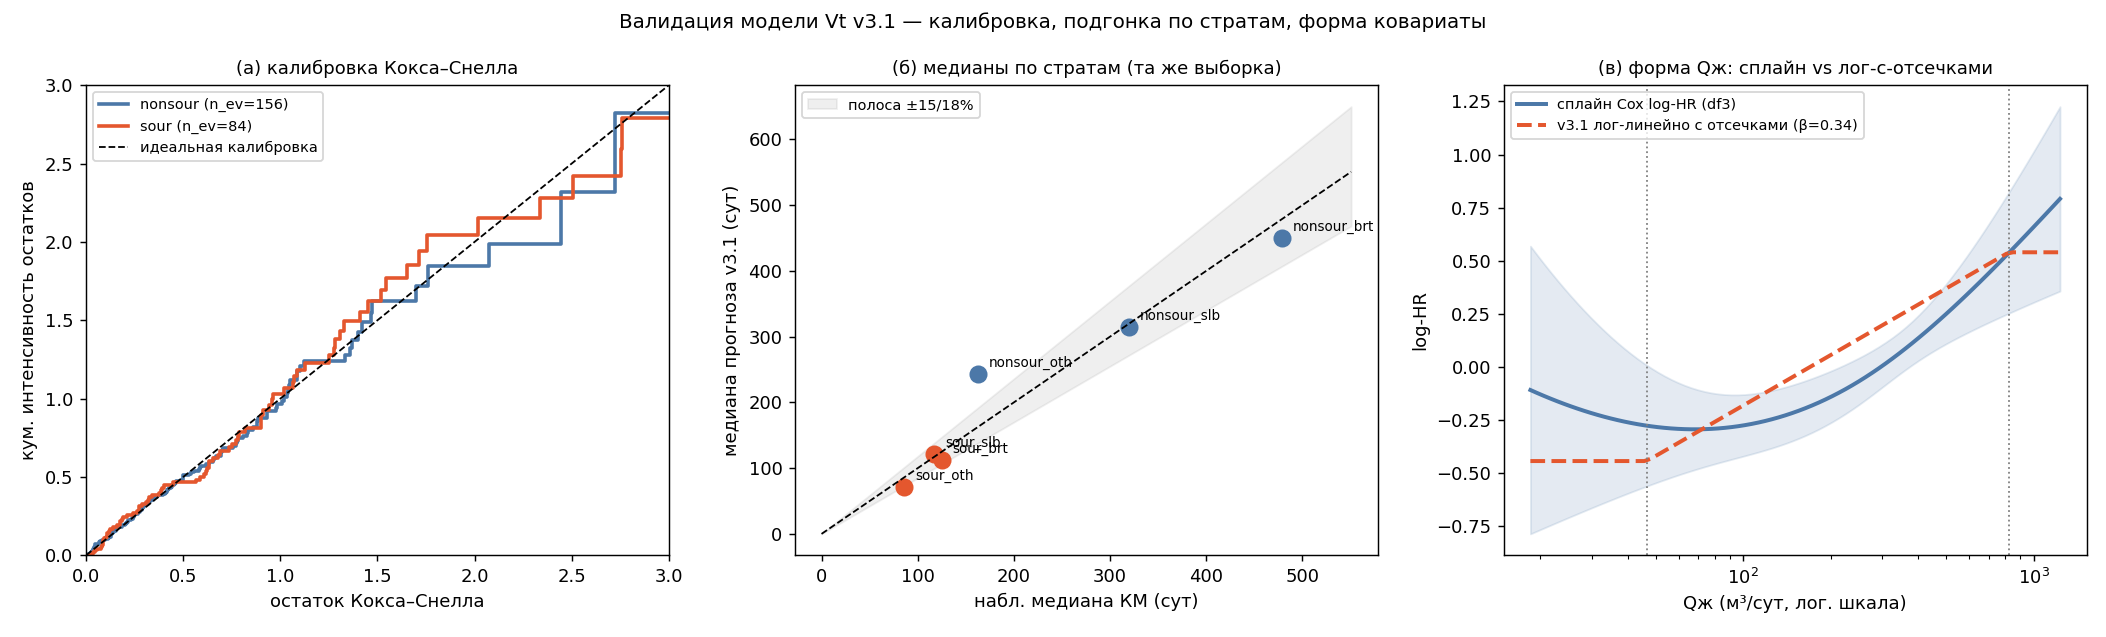 Валидация модели Vt v3.1 — калибровка, подгонка по стратам, форма ковариаты
(а) калибровка Кокса–Снелла
nonsour (n_ev=156)
sour (n_ev=84)
идеальная калибровка
кум. интенсивность остатков
3.0
2.5
2.0
1.5
1.0
0.5
0.0
0.0 0.5 1.0 1.5 2.0 2.5 3.0
остаток Кокса–Снелла
(б) медианы по стратам (та же выборка)
полоса ±15/18%
медиана прогноза v3.1 (сут)
600
500
400
300
200
100
0
nonsour_brt
nonsour_slb
nonsour_oth
sour_slb
sour_brt
sour_oth
0 100 200 300 400 500
набл. медиана КМ (сут)
(в) форма Qж: сплайн vs лог-с-отсечками
сплайн Cox log-HR (df3)
v3.1 лог-линейно с отсечками (β=0.34)
log-HR
1.25
1.00
0.75
0.50
0.25
0.00
−0.25
−0.50
−0.75
10² 10³
Qж (м³/сут, лог. шкала)